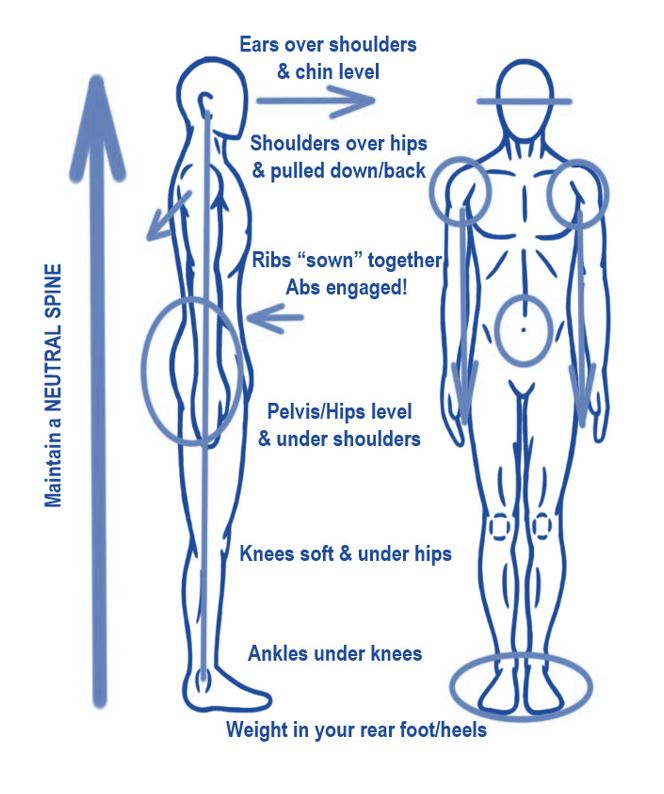 Ears over shoulders
& chin level
Shoulders over hips
& pulled down/back
Ribs “sown” together
Abs engaged!
Maintain a NEUTRAL SPINE
Pelvis/Hips level
& under shoulders
Knees soft & under hips
Ankles under knees
Weight in your rear foot/heels